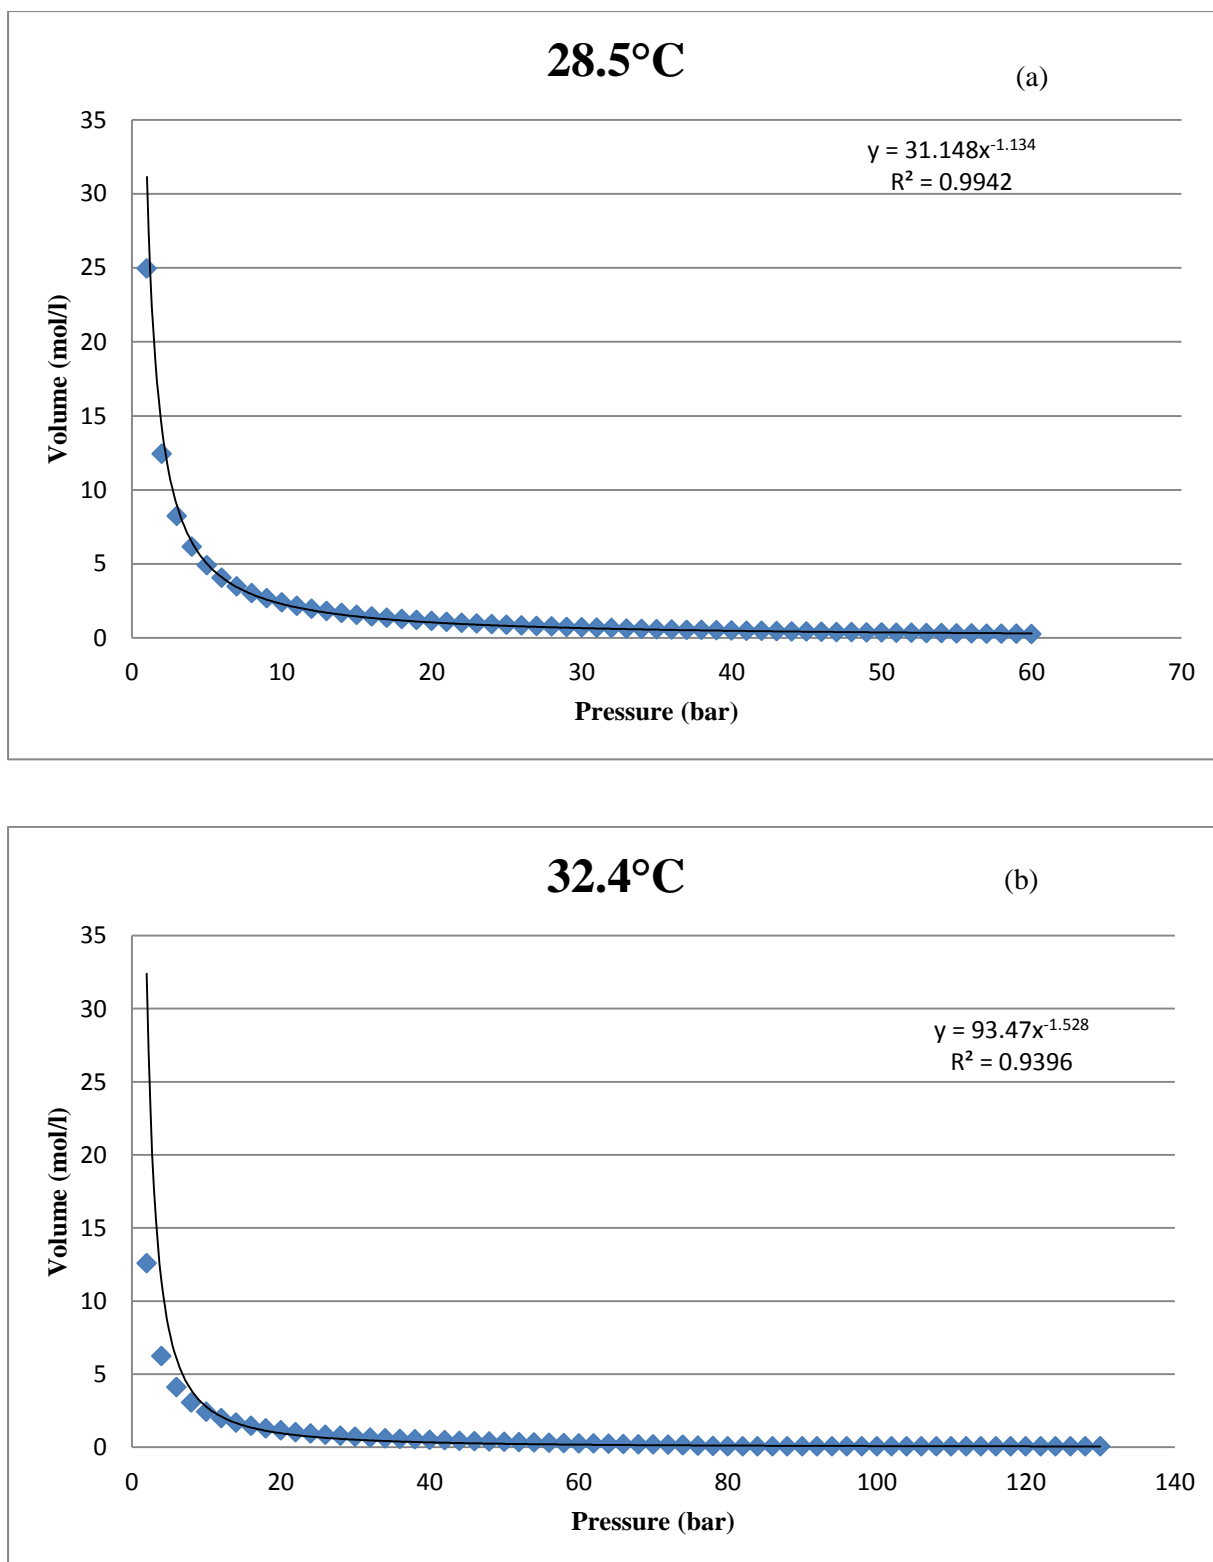 28.5°C
(a)
35
30
25
20
15
10
5
0
y = 31.148x^-1.134
R² = 0.9942
Volume (mol/l)
0 10 20 30 40 50 60 70
Pressure (bar)
32.4°C
(b)
35
30
25
20
15
10
5
0
y = 93.47x^-1.528
R² = 0.9396
Volume (mol/l)
0 20 40 60 80 100 120 140
Pressure (bar)